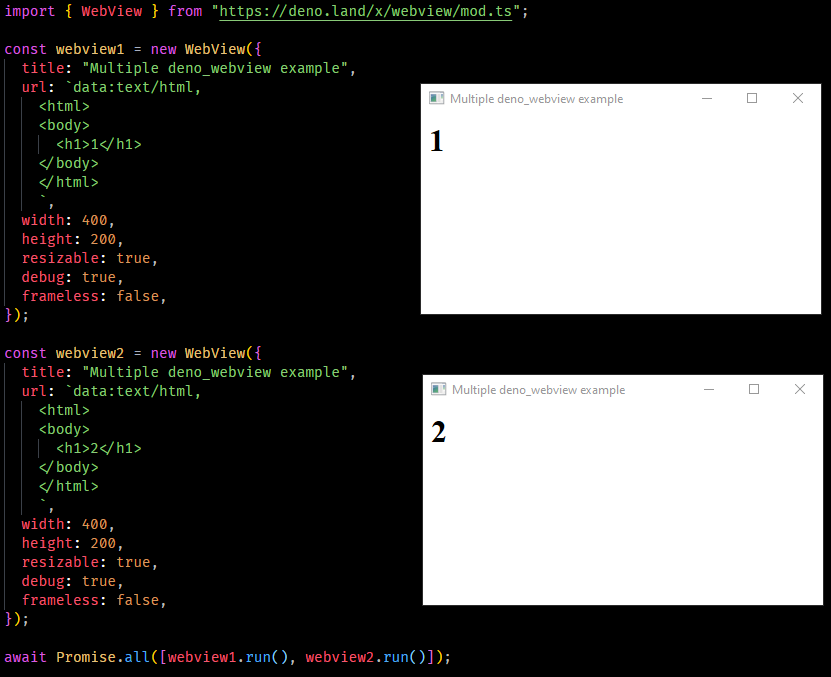 import { WebView } from "https://deno.land/x/webview/mod.ts";
const webview1 = new WebView({
  title: "Multiple deno_webview example",
  url: `data:text/html,
    <html>
    <body>
      <h1>1</h1>
    </body>
    </html>
    `,
  width: 400,
  height: 200,
  resizable: true,
  debug: true,
  frameless: false,
});
Multiple deno_webview example
1
const webview2 = new WebView({
  title: "Multiple deno_webview example",
  url: `data:text/html,
    <html>
    <body>
      <h1>2</h1>
    </body>
    </html>
    `,
  width: 400,
  height: 200,
  resizable: true,
  debug: true,
  frameless: false,
});
Multiple deno_webview example
2
await Promise.all([webview1.run(), webview2.run()]);